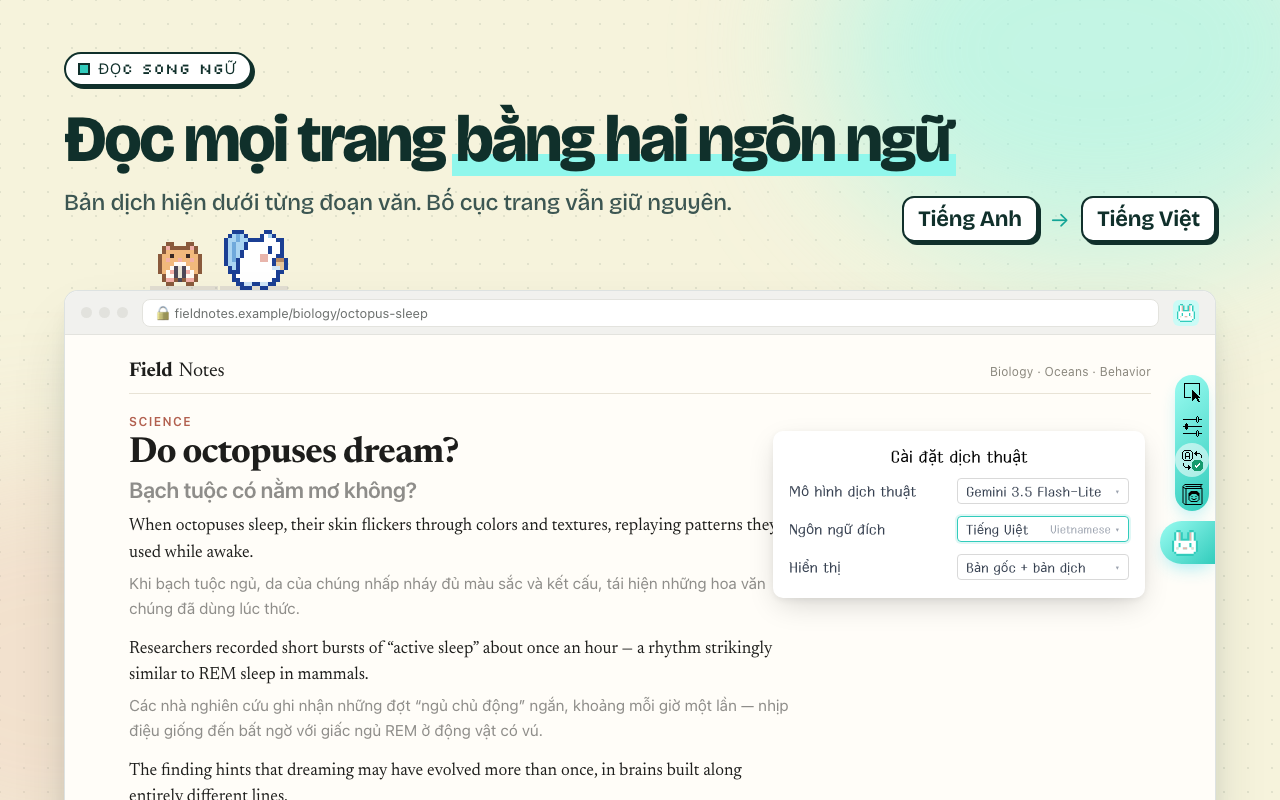 ĐỌC SONG NGỮ
Đọc mọi trang bằng hai ngôn ngữ
Bản dịch hiện dưới từng đoạn văn. Bố cục trang vẫn giữ nguyên.
Tiếng Anh → Tiếng Việt
fieldnotes.example/biology/octopus-sleep
Field Notes
Biology · Oceans · Behavior
SCIENCE
Do octopuses dream?
Bạch tuộc có nằm mơ không?
When octopuses sleep, their skin flickers through colors and textures, replaying patterns they
used while awake.
Khi bạch tuộc ngủ, da của chúng nhấp nháy đủ màu sắc và kết cấu, tái hiện những hoa văn
chúng đã dùng lúc thức.
Researchers recorded short bursts of “active sleep” about once an hour — a rhythm strikingly
similar to REM sleep in mammals.
Các nhà nghiên cứu ghi nhận những đợt “ngủ chủ động” ngắn, khoảng mỗi giờ một lần — nhịp
điệu giống đến bất ngờ với giấc ngủ REM ở động vật có vú.
The finding hints that dreaming may have evolved more than once, in brains built along
entirely different lines.
Cài đặt dịch thuật
Mô hình dịch thuật Gemini 3.5 Flash-Lite
Ngôn ngữ đích Tiếng Việt Vietnamese
Hiển thị Bản gốc + bản dịch